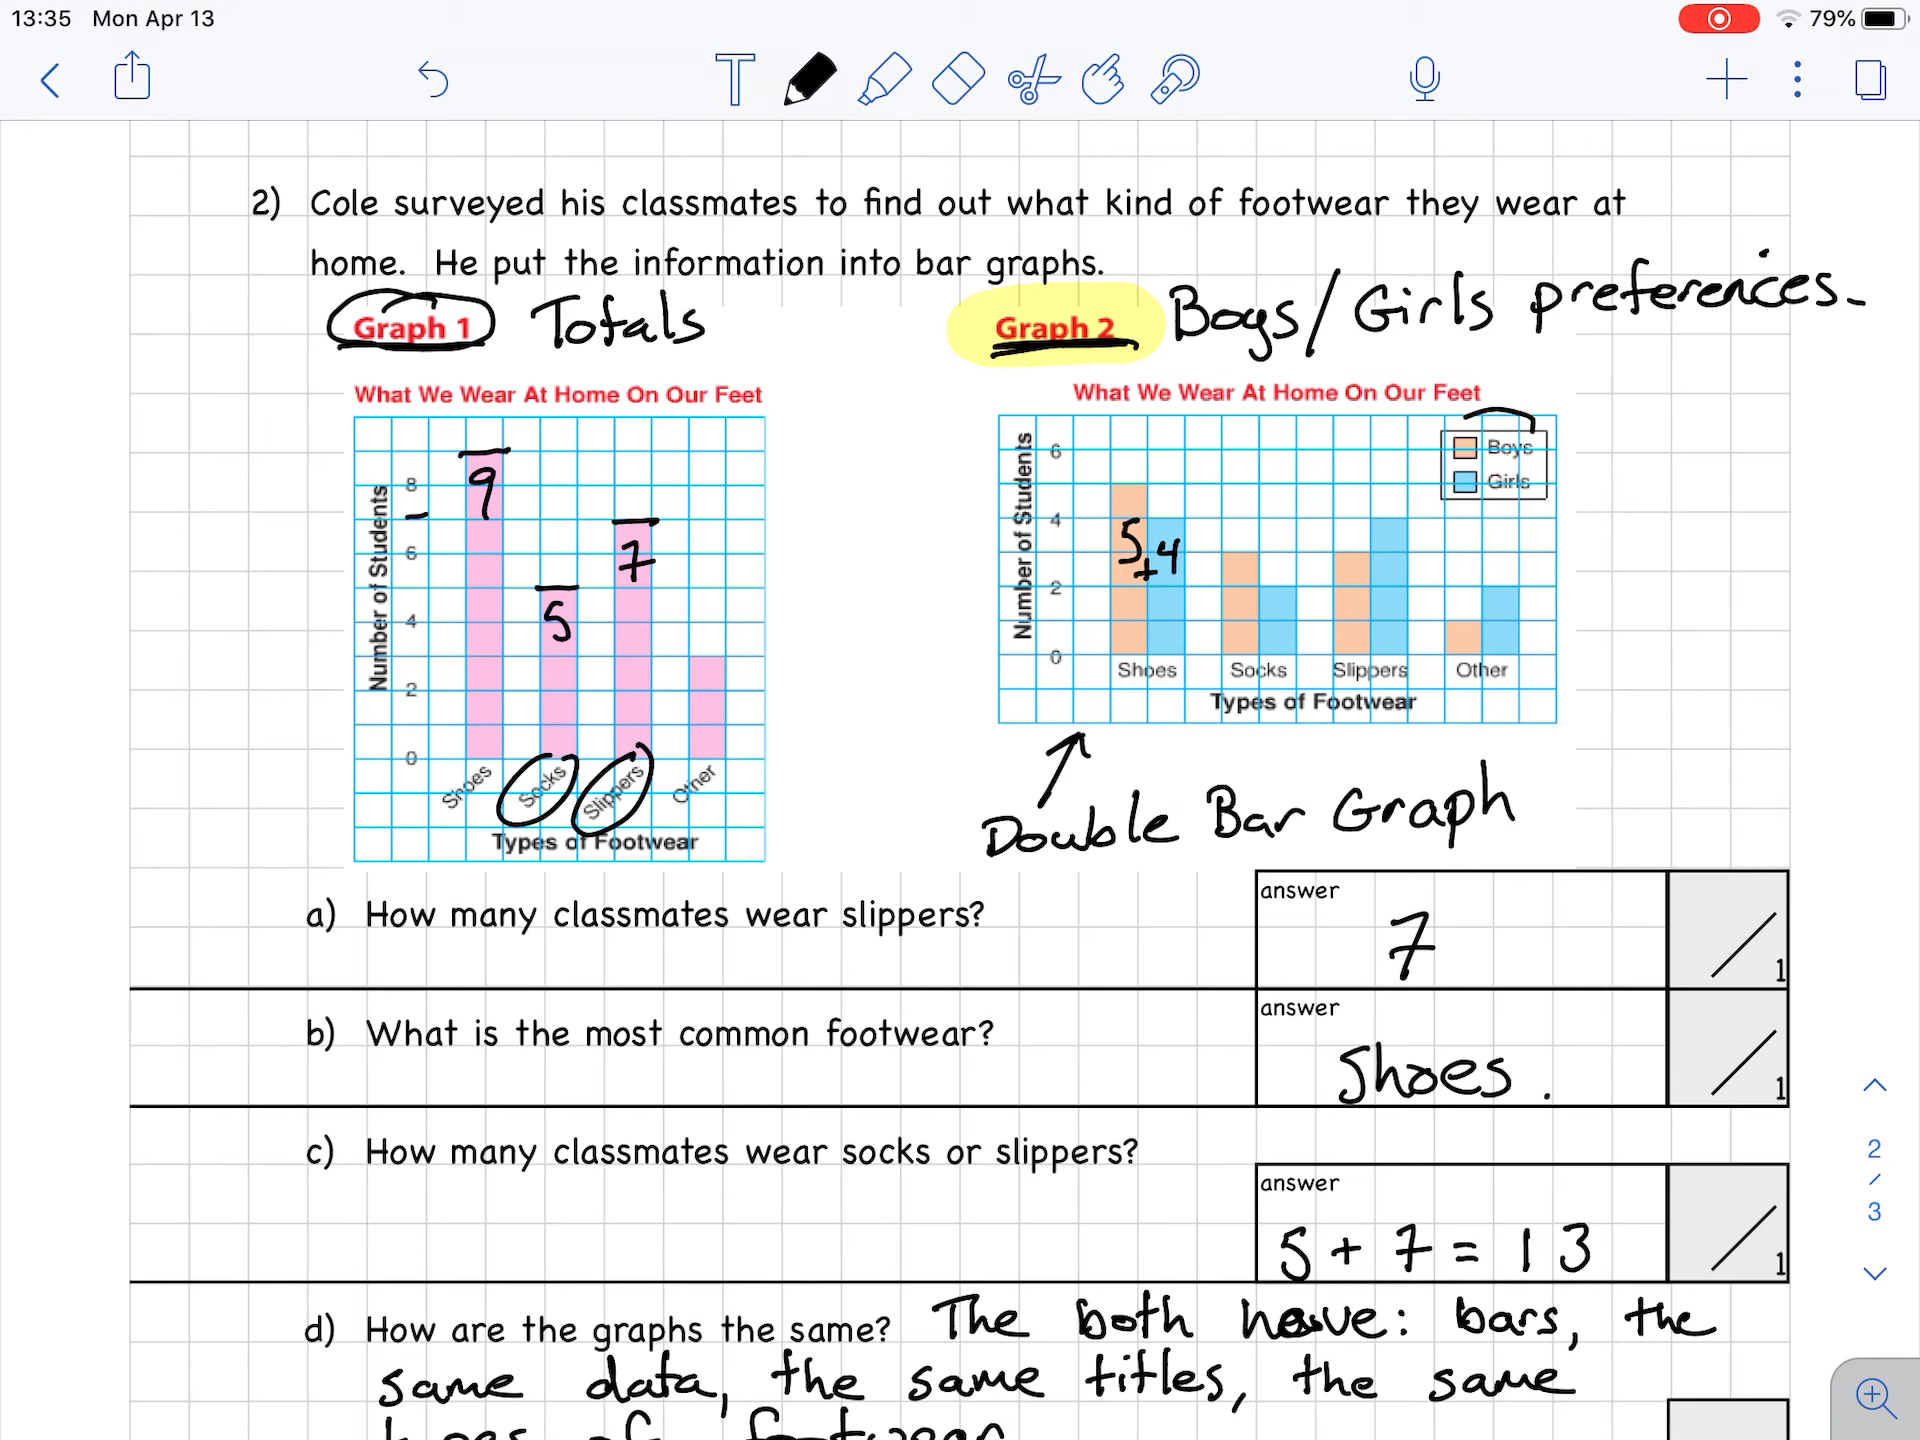 13:35 Mon Apr 13 79%
2) Cole surveyed his classmates to find out what kind of footwear they wear at
home. He put the information into bar graphs.
Graph 1 Totals
Graph 2 Boys/Girls preferences.
What We Wear At Home On Our Feet
Number of Students
8
6
4
2
0
9
5
7
Shoes Socks Slippers Other
Types of Footwear
What We Wear At Home On Our Feet
Boys
Girls
Number of Students
6
4
2
0
5+4
Shoes Socks Slippers Other
Types of Footwear
Double Bar Graph
a) How many classmates wear slippers?
answer
7
1
b) What is the most common footwear?
answer
Shoes.
1
c) How many classmates wear socks or slippers?
answer
5 + 7 = 13
1
2
/
3
d) How are the graphs the same? The both have: bars, the
same data, the same titles, the same
types of footwear